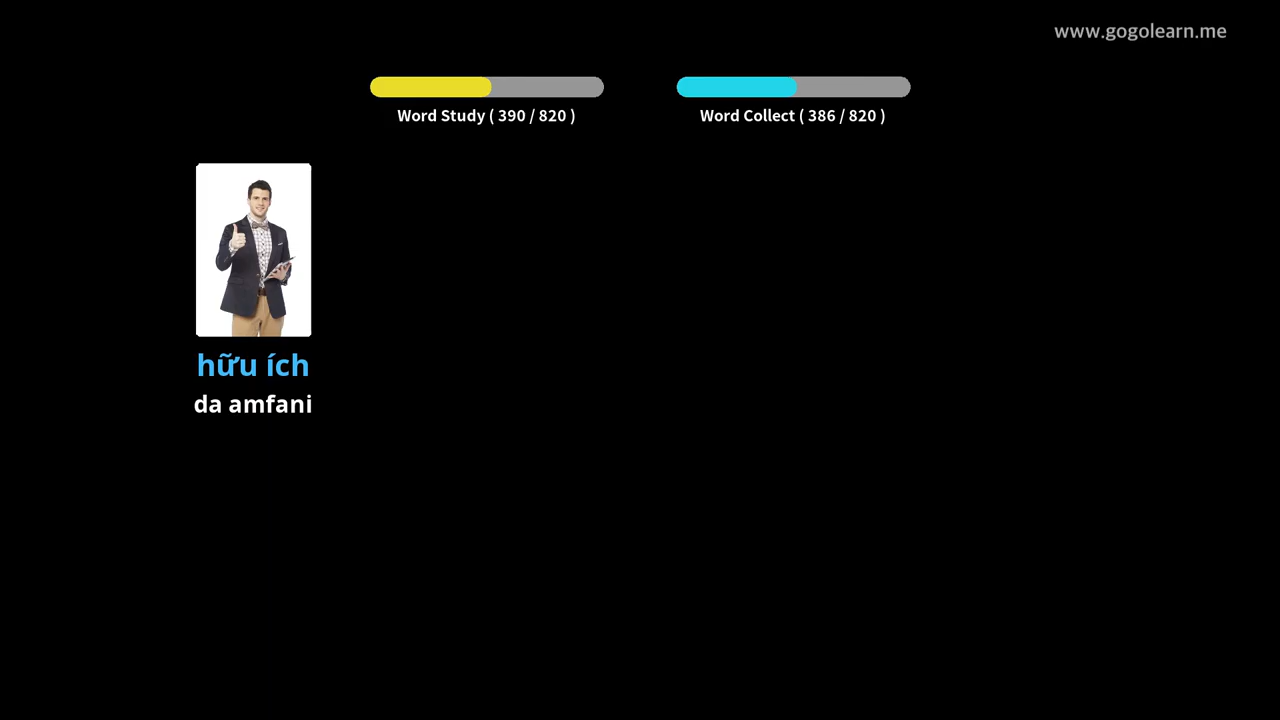 www.gogolearn.me
Word Study ( 390 / 820 )
Word Collect ( 386 / 820 )
hữu ích
da amfani